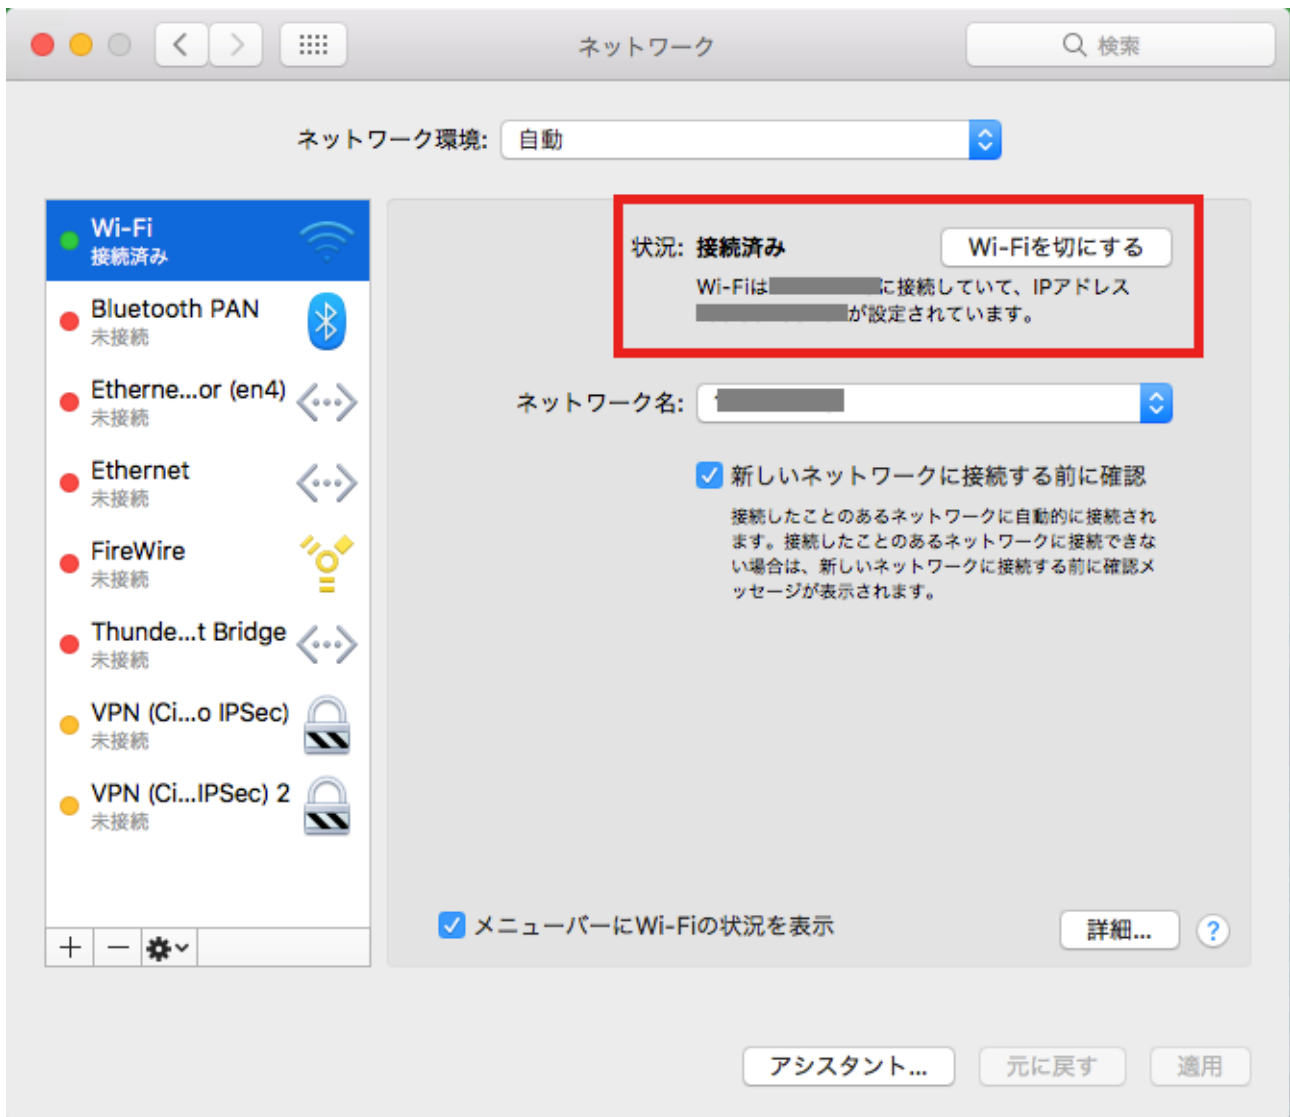 ネットワーク
検索
ネットワーク環境: 自動
Wi-Fi
接続済み
Bluetooth PAN
未接続
Etherne...or (en4)
未接続
Ethernet
未接続
FireWire
未接続
Thunde...t Bridge
未接続
VPN (Ci...o IPSec)
未接続
VPN (Ci...IPSec) 2
未接続
状況: 接続済み
Wi-Fiを切にする
Wi-Fiは に接続していて、IPアドレス
が設定されています。
ネットワーク名:
新しいネットワークに接続する前に確認
接続したことのあるネットワークに自動的に接続され
ます。接続したことのあるネットワークに接続できな
い場合は、新しいネットワークに接続する前に確認メ
ッセージが表示されます。
メニューバーにWi-Fiの状況を表示
詳細...
?
アシスタント...
元に戻す
適用